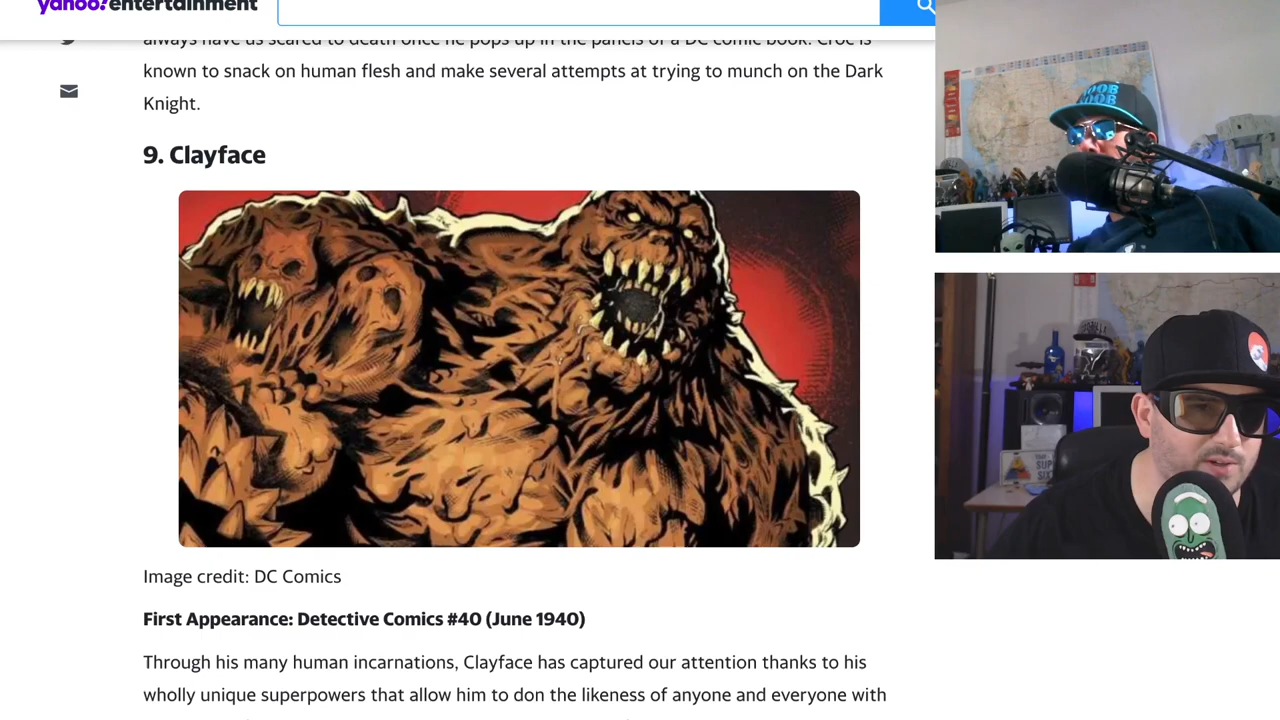 yahoo!entertainment
always have us scared to death once he pops up in the panels of a DC comic book. Croc is
known to snack on human flesh and make several attempts at trying to munch on the Dark
Knight.
9. Clayface
Image credit: DC Comics
First Appearance: Detective Comics #40 (June 1940)
Through his many human incarnations, Clayface has captured our attention thanks to his
wholly unique superpowers that allow him to don the likeness of anyone and everyone with
NOOB
NOOB